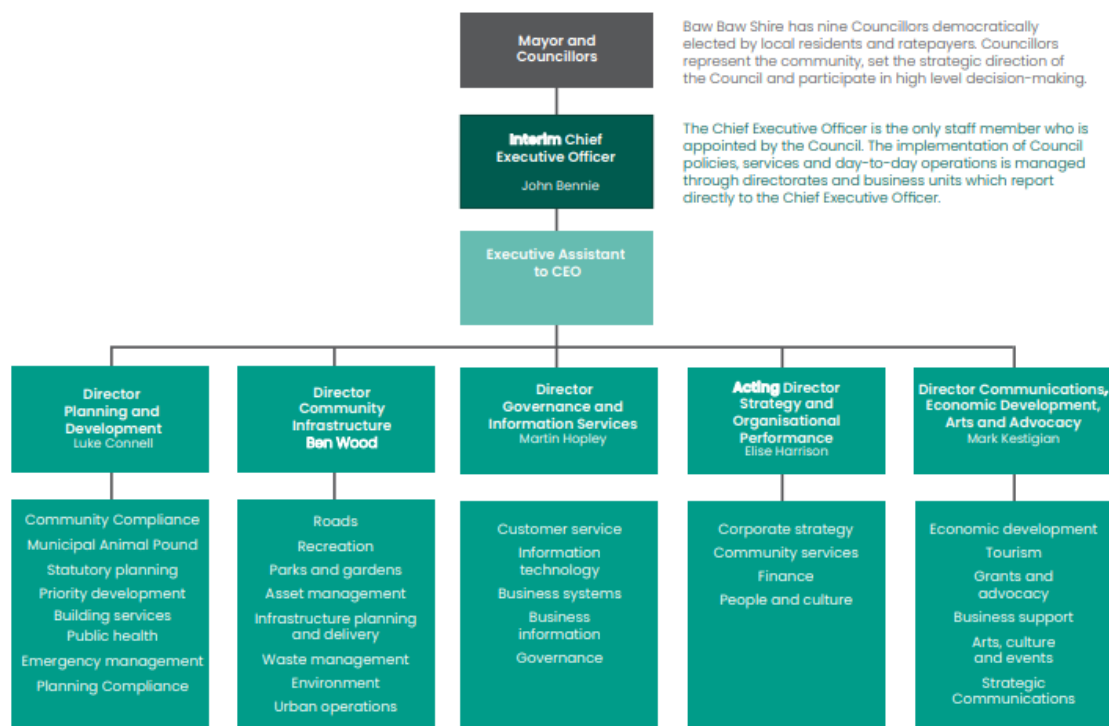 Mayor and
Councillors
Baw Baw Shire has nine Councillors democratically
elected by local residents and ratepayers. Councillors
represent the community, set the strategic direction of
the Council and participate in high level decision-making.
Interim Chief
Executive Officer
John Bennie
The Chief Executive Officer is the only staff member who is
appointed by the Council. The implementation of Council
policies, services and day-to-day operations is managed
through directorates and business units which report
directly to the Chief Executive Officer.
Executive Assistant
to CEO
Director
Planning and
Development
Luke Connell
Director
Community
Infrastructure
Ben Wood
Director
Governance and
Information Services
Martin Hopley
Acting Director
Strategy and
Organisational
Performance
Elise Harrison
Director Communications,
Economic Development,
Arts and Advocacy
Mark Kestigian
Community Compliance
Municipal Animal Pound
Statutory planning
Priority development
Building services
Public health
Emergency management
Planning Compliance
Roads
Recreation
Parks and gardens
Asset management
Infrastructure planning
and delivery
Waste management
Environment
Urban operations
Customer service
Information
technology
Business systems
Business
information
Governance
Corporate strategy
Community services
Finance
People and culture
Economic development
Tourism
Grants and
advocacy
Business support
Arts, culture
and events
Strategic
Communications